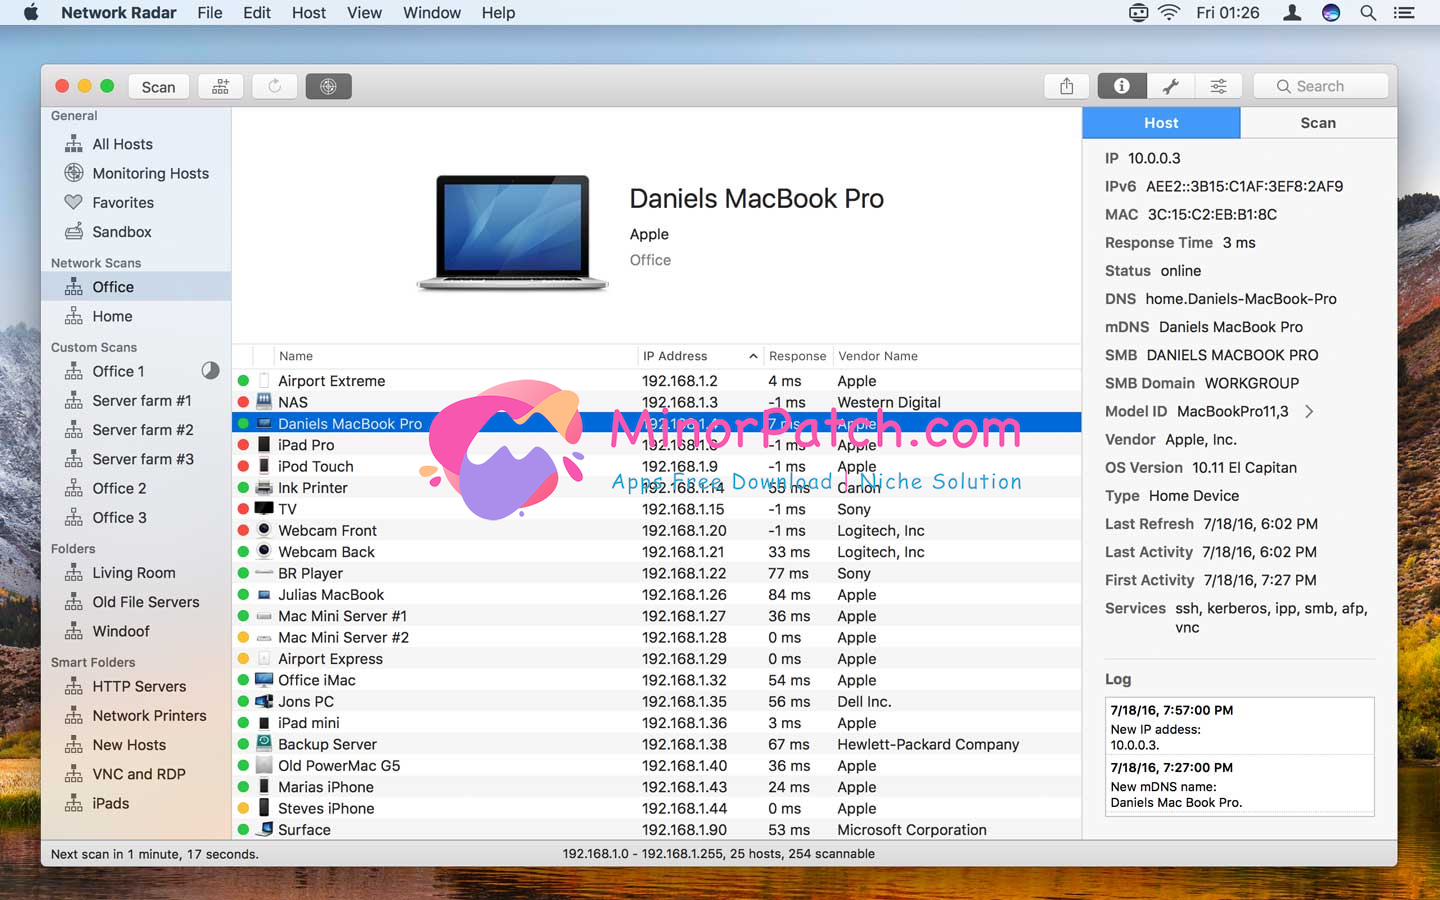 Network Radar File Edit Host View Window Help Fri 01:26
Scan Search
General
All Hosts
Monitoring Hosts
Favorites
Sandbox
Network Scans
Office
Home
Custom Scans
Office 1
Server farm #1
Server farm #2
Server farm #3
Office 2
Office 3
Folders
Living Room
Old File Servers
Windoof
Smart Folders
HTTP Servers
Network Printers
New Hosts
VNC and RDP
iPads
Daniels MacBook Pro
Apple
Office
Name IP Address Response Vendor Name
Airport Extreme 192.168.1.2 4 ms Apple
NAS 192.168.1.3 -1 ms Western Digital
Daniels MacBook Pro 7 ms Apple
iPad Pro -1 ms Apple
iPod Touch 192.168.1.9 -1 ms Apple
Ink Printer 192.168.1.14 55 ms Canon
TV 192.168.1.15 -1 ms Sony
Webcam Front 192.168.1.20 -1 ms Logitech, Inc
Webcam Back 192.168.1.21 33 ms Logitech, Inc
BR Player 192.168.1.22 77 ms Sony
Julias MacBook 192.168.1.26 84 ms Apple
Mac Mini Server #1 192.168.1.27 36 ms Apple
Mac Mini Server #2 192.168.1.28 0 ms Apple
Airport Express 192.168.1.29 0 ms Apple
Office iMac 192.168.1.32 54 ms Apple
Jons PC 192.168.1.35 56 ms Dell Inc.
iPad mini 192.168.1.36 3 ms Apple
Backup Server 192.168.1.38 67 ms Hewlett-Packard Company
Old PowerMac G5 192.168.1.40 36 ms Apple
Marias iPhone 192.168.1.43 24 ms Apple
Steves iPhone 192.168.1.44 0 ms Apple
Surface 192.168.1.90 53 ms Microsoft Corporation
MinorPatch.com
Apps Free Download | Niche Solution
Host Scan
IP 10.0.0.3
IPv6 AEE2::3B15:C1AF:3EF8:2AF9
MAC 3C:15:C2:EB:B1:8C
Response Time 3 ms
Status online
DNS home.Daniels-MacBook-Pro
mDNS Daniels MacBook Pro
SMB DANIELS MACBOOK PRO
SMB Domain WORKGROUP
Model ID MacBookPro11,3
Vendor Apple, Inc.
OS Version 10.11 El Capitan
Type Home Device
Last Refresh 7/18/16, 6:02 PM
Last Activity 7/18/16, 6:02 PM
First Activity 7/18/16, 7:27 PM
Services ssh, kerberos, ipp, smb, afp,
vnc
Log
7/18/16, 7:57:00 PM
New IP addess:
10.0.0.3.
7/18/16, 7:27:00 PM
New mDNS name:
Daniels Mac Book Pro.
Next scan in 1 minute, 17 seconds. 192.168.1.0 - 192.168.1.255, 25 hosts, 254 scannable